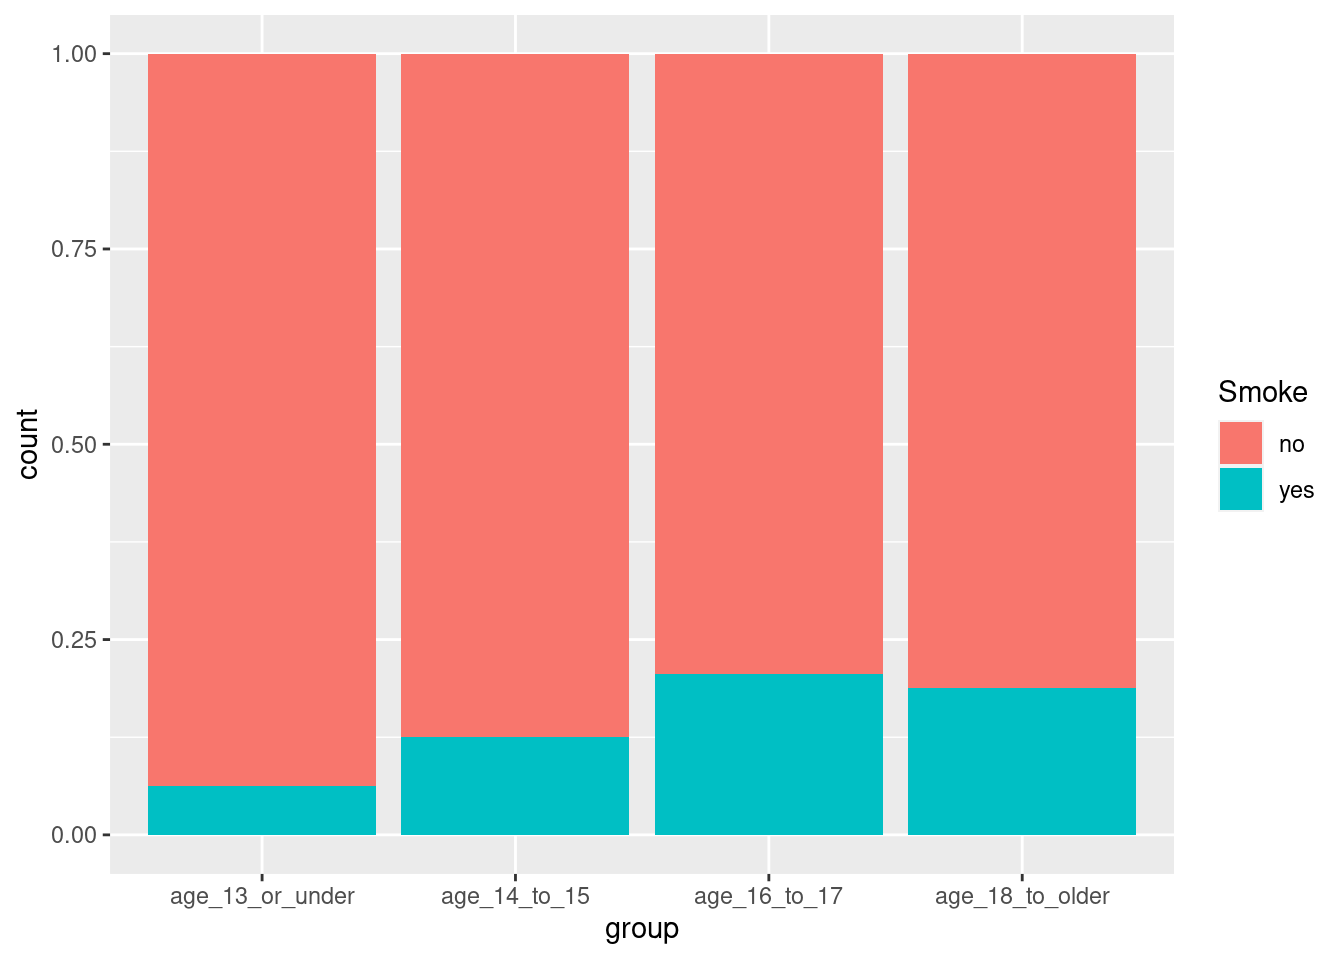 1.00
0.75
0.50
0.25
0.00
count
age_13_or_under
age_14_to_15
age_16_to_17
age_18_to_older
group
Smoke
no
yes